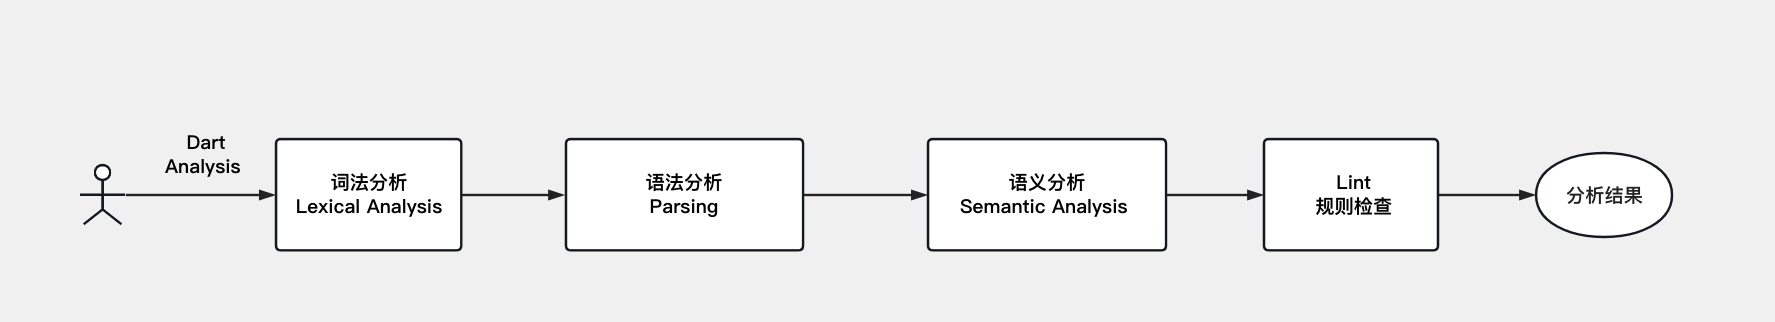 Dart
Analysis
词法分析
Lexical Analysis
语法分析
Parsing
语义分析
Semantic Analysis
Lint
规则检查
分析结果